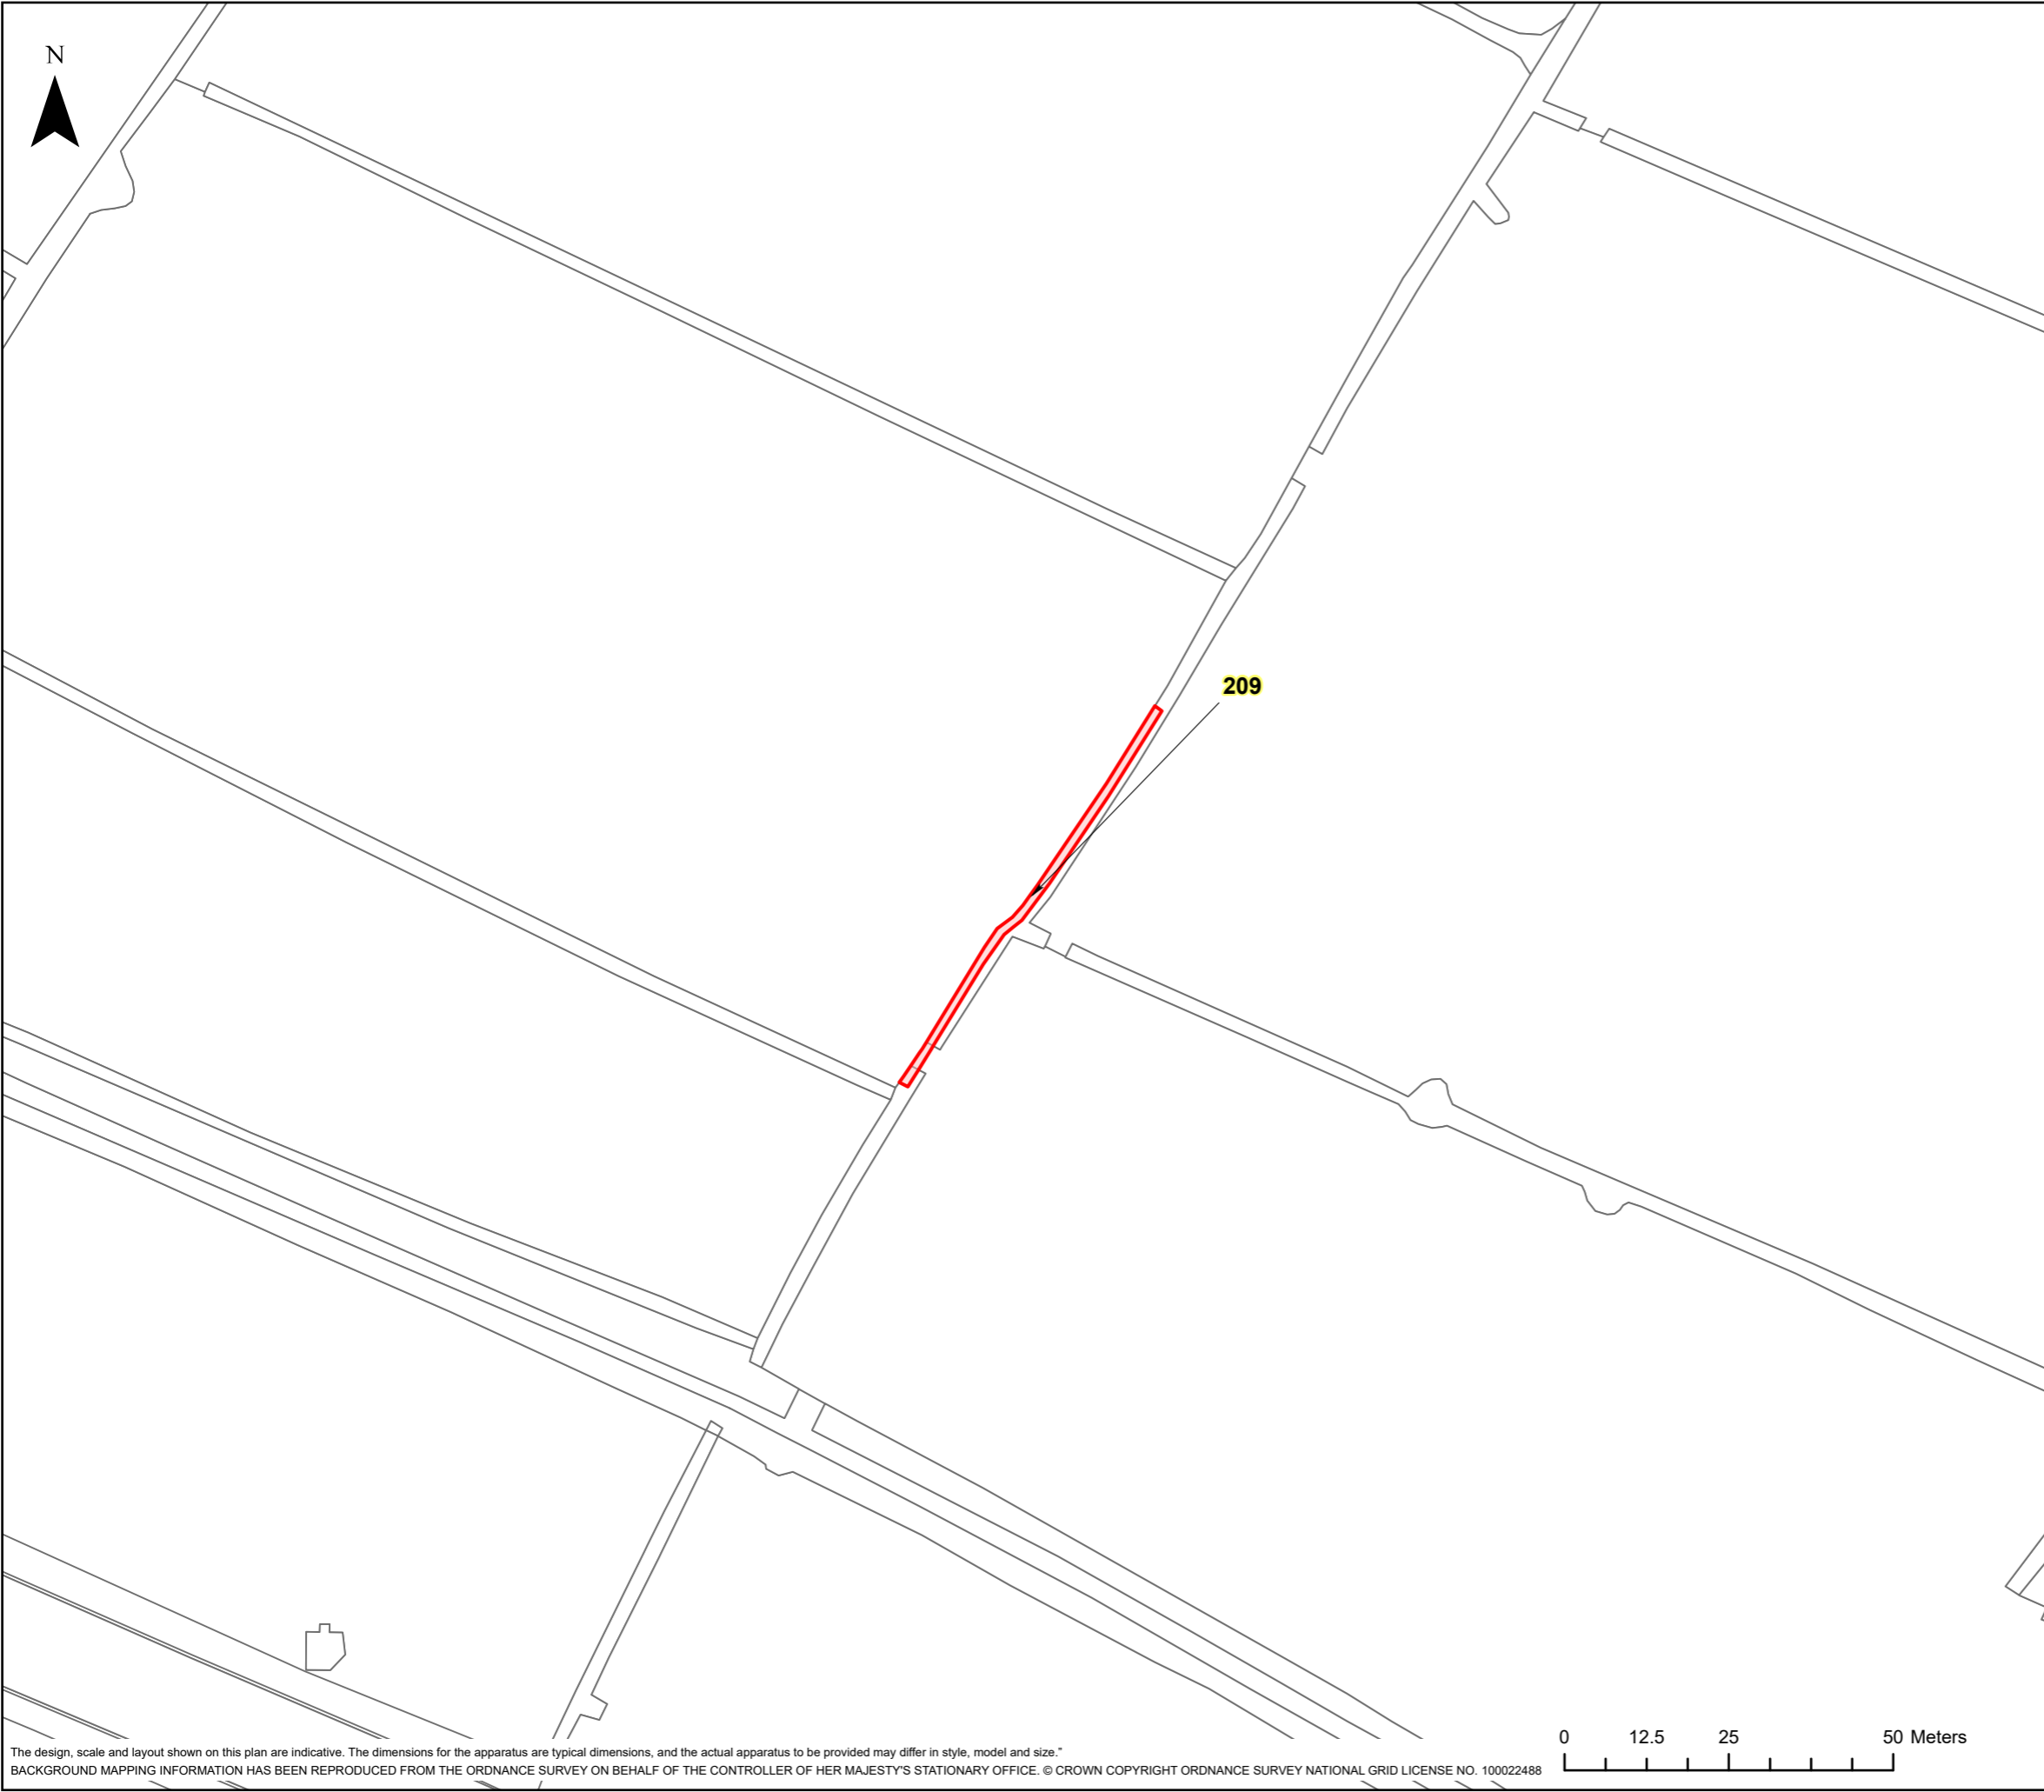 N
209
0 12.5 25 50 Meters
The design, scale and layout shown on this plan are indicative. The dimensions for the apparatus are typical dimensions, and the actual apparatus to be provided may differ in style, model and size."
BACKGROUND MAPPING INFORMATION HAS BEEN REPRODUCED FROM THE ORDNANCE SURVEY ON BEHALF OF THE CONTROLLER OF HER MAJESTY'S STATIONARY OFFICE. © CROWN COPYRIGHT ORDNANCE SURVEY NATIONAL GRID LICENSE NO. 100022488